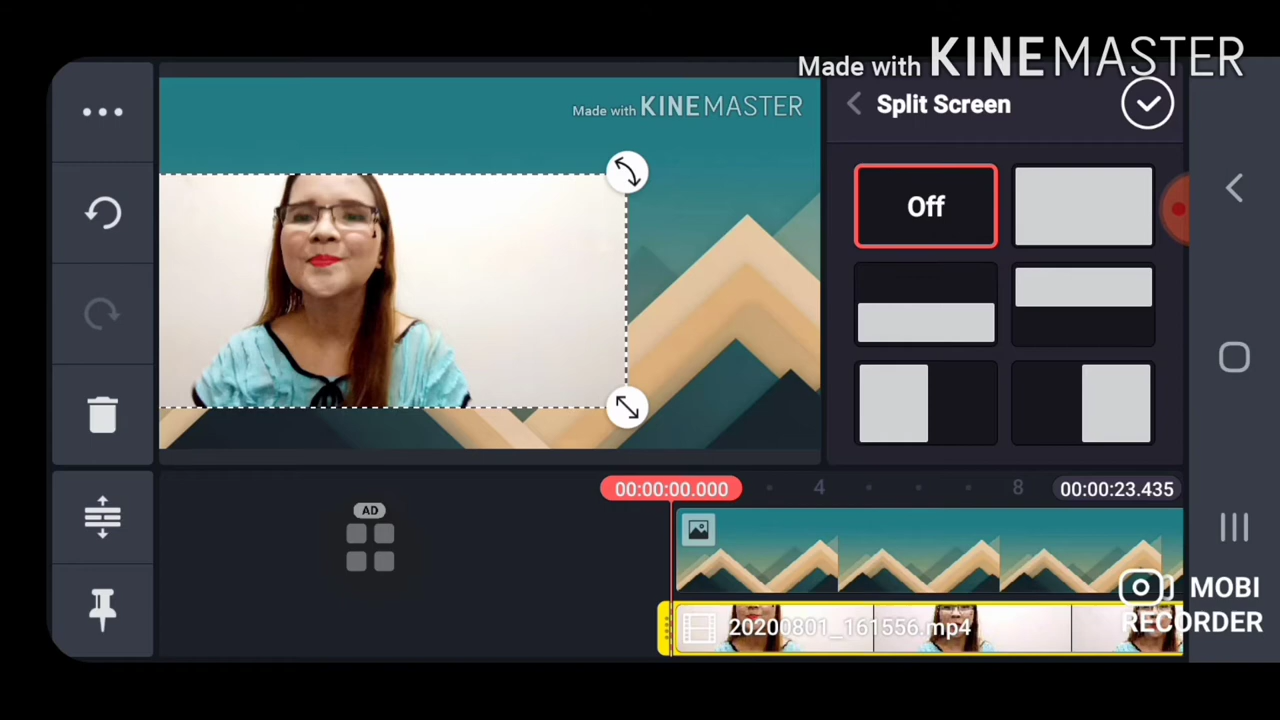 Made with KINEMASTER
Made with KINEMASTER
Split Screen
Off
00:00:00.000
4
8
00:00:23.435
AD
20200801_161556.mp4
MOBI
RECORDER